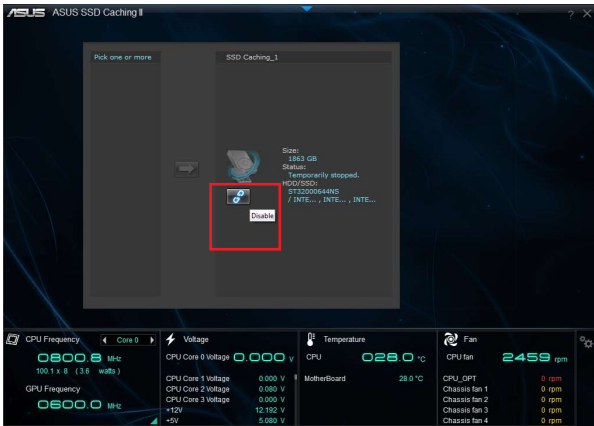 ASUS ASUS SSD Caching II
? X
Pick one or more
SSD Caching_1
Size:
1863 GB
Status:
Temporarily stopped.
HDD/SSD:
ST32000644NS
/ INTE... , INTE... , INTE...
Disable
CPU Frequency Core 0
0800.8 MHz
100.1 x 8 (3.6 watts)
GPU Frequency
0600.0 MHz
Voltage
CPU Core 0 Voltage 0.000 V
CPU Core 1 Voltage 0.000 V
CPU Core 2 Voltage 0.080 V
CPU Core 3 Voltage 0.000 V
+12V 12.192 V
+5V 5.080 V
Temperature
CPU 028.0 °C
MotherBoard 28.0 °C
Fan
CPU fan 2459 rpm
CPU_OPT 0 rpm
Chassis fan 1 0 rpm
Chassis fan 2 0 rpm
Chassis fan 3 0 rpm
Chassis fan 4 0 rpm